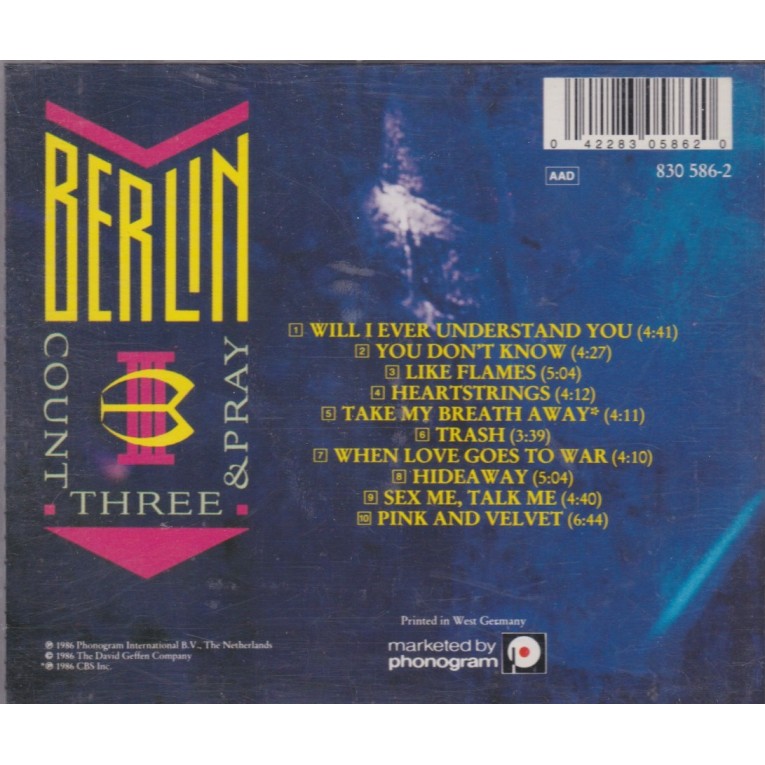 BERLIN
COUNT
THREE
& PRAY
0 42283 05862 0
AAD
830 586-2
1 WILL I EVER UNDERSTAND YOU (4:41)
2 YOU DON'T KNOW (4:27)
3 LIKE FLAMES (5:04)
4 HEARTSTRINGS (4:12)
5 TAKE MY BREATH AWAY* (4:11)
6 TRASH (3:39)
7 WHEN LOVE GOES TO WAR (4:10)
8 HIDEAWAY (5:04)
9 SEX ME, TALK ME (4:40)
10 PINK AND VELVET (6:44)
Printed in West Germany
℗ 1986 Phonogram International B.V., The Netherlands
© 1986 The David Geffen Company
*℗ 1986 CBS Inc.
marketed by
phonogram